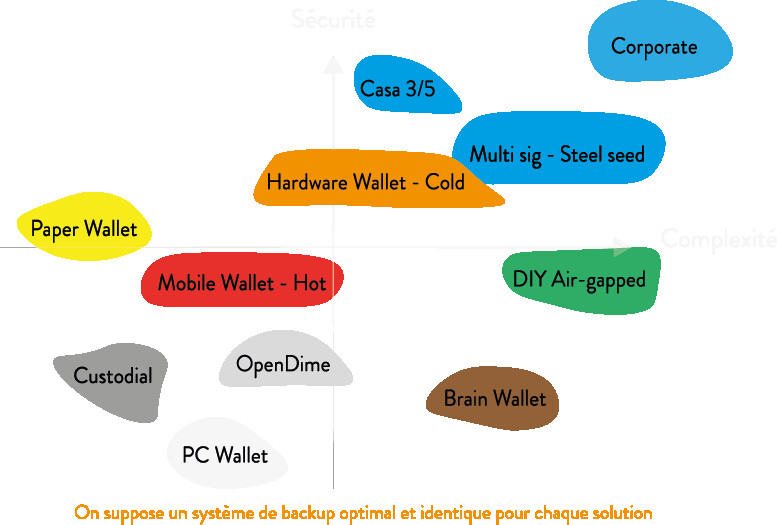 Sécurité
Corporate
Casa 3/5
Multi sig - Steel seed
Hardware Wallet - Cold
Paper Wallet
Complexité
Mobile Wallet - Hot
DIY Air-gapped
OpenDime
Custodial
Brain Wallet
PC Wallet
On suppose un système de backup optimal et identique pour chaque solution